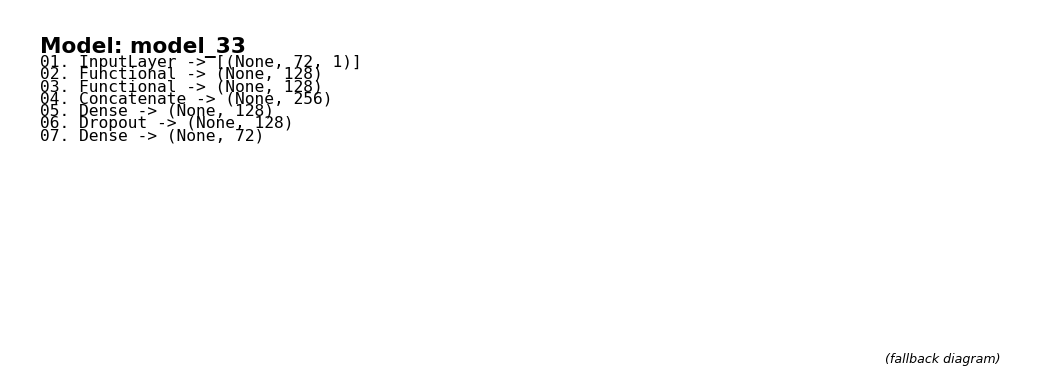 Model: model_33
01. InputLayer -> [(None, 72, 1)]
02. Functional -> (None, 128)
03. Functional -> (None, 128)
04. Concatenate -> (None, 256)
05. Dense -> (None, 128)
06. Dropout -> (None, 128)
07. Dense -> (None, 72)
(fallback diagram)